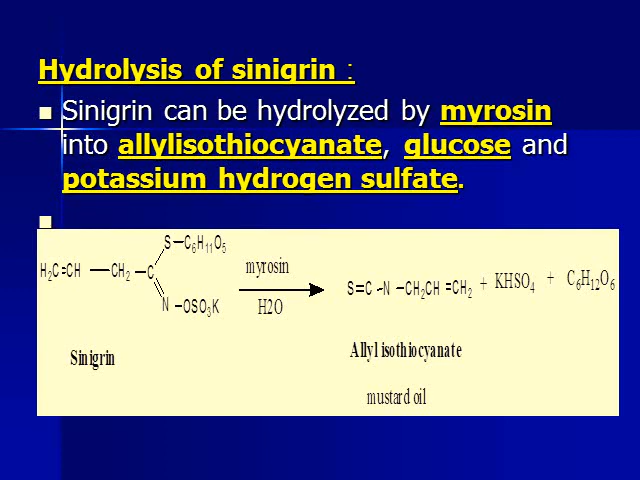 Hydrolysis of sinigrin :
Sinigrin can be hydrolyzed by myrosin
into allylisothiocyanate, glucose and
potassium hydrogen sulfate.
S—C6H11O5
H2C=CH —CH2 —C
N—OSO3K
myrosin
H2O
S=C ~N —CH2CH =CH2 + KHSO4 + C6H12O6
Sinigrin
Allyl isothiocyanate
mustard oil